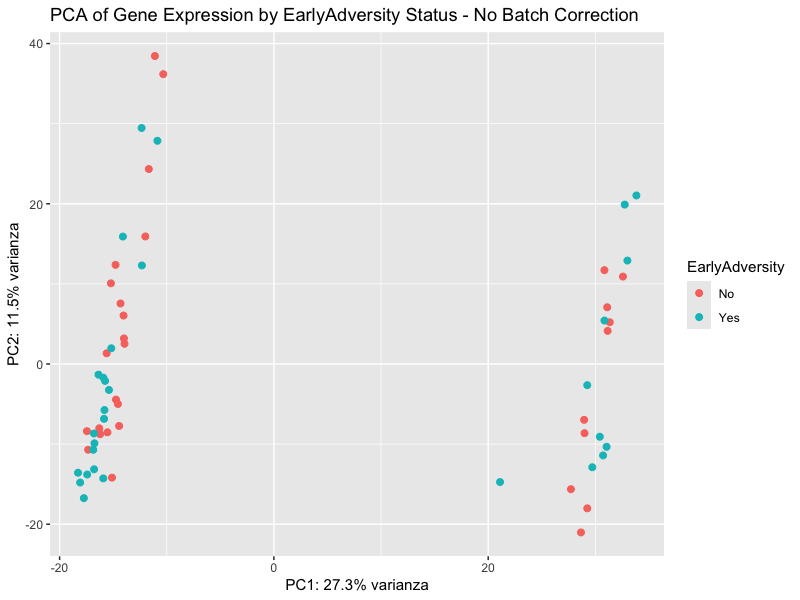 PCA of Gene Expression by EarlyAdversity Status - No Batch Correction
40
20
0
-20
PC2: 11.5% varianza
-20
0
20
PC1: 27.3% varianza
EarlyAdversity
No
Yes